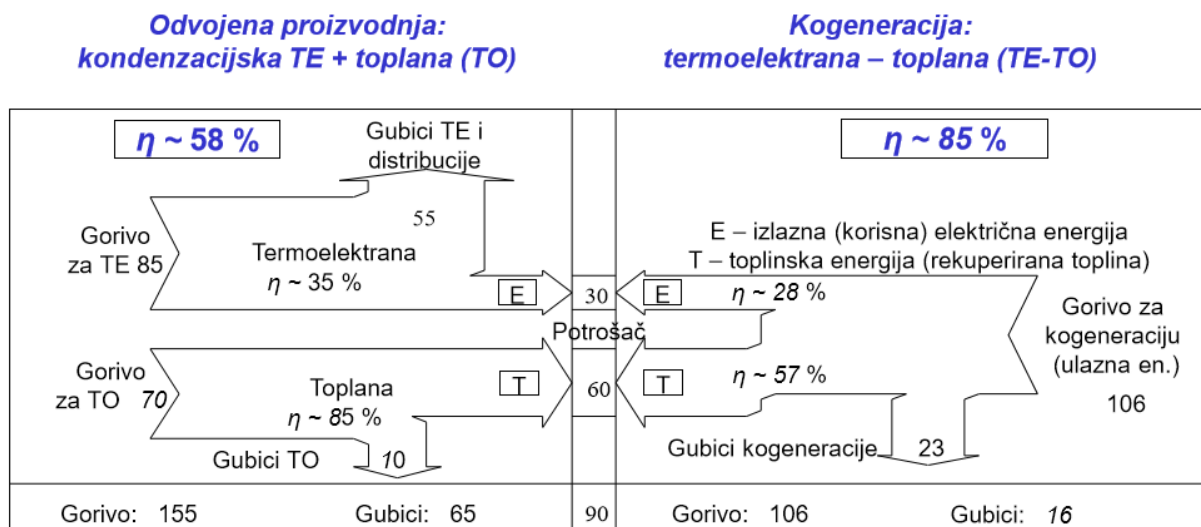 Odvojena proizvodnja:
kondenzacijska TE + toplana (TO)
Kogeneracija:
termoelektrana – toplana (TE-TO)
η ~ 58 %
Gubici TE i
distribucije
55
Gorivo
za TE 85
Termoelektrana
η ~ 35 %
E
30
Potrošač
Gorivo
za TO 70
Toplana
η ~ 85 %
T
60
Gubici TO
10
η ~ 85 %
E – izlazna (korisna) električna energija
T – toplinska energija (rekuperirana toplina)
E
η ~ 28 %
Gorivo za
kogeneraciju
(ulazna en.)
106
T
η ~ 57 %
Gubici kogeneracije
23
Gorivo: 155
Gubici: 65
90
Gorivo: 106
Gubici: 16